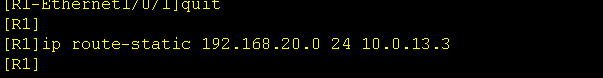 [R1-Ethernet1/0/1]quit
[R1]
[R1]ip route-static 192.168.20.0 24 10.0.13.3
[R1]